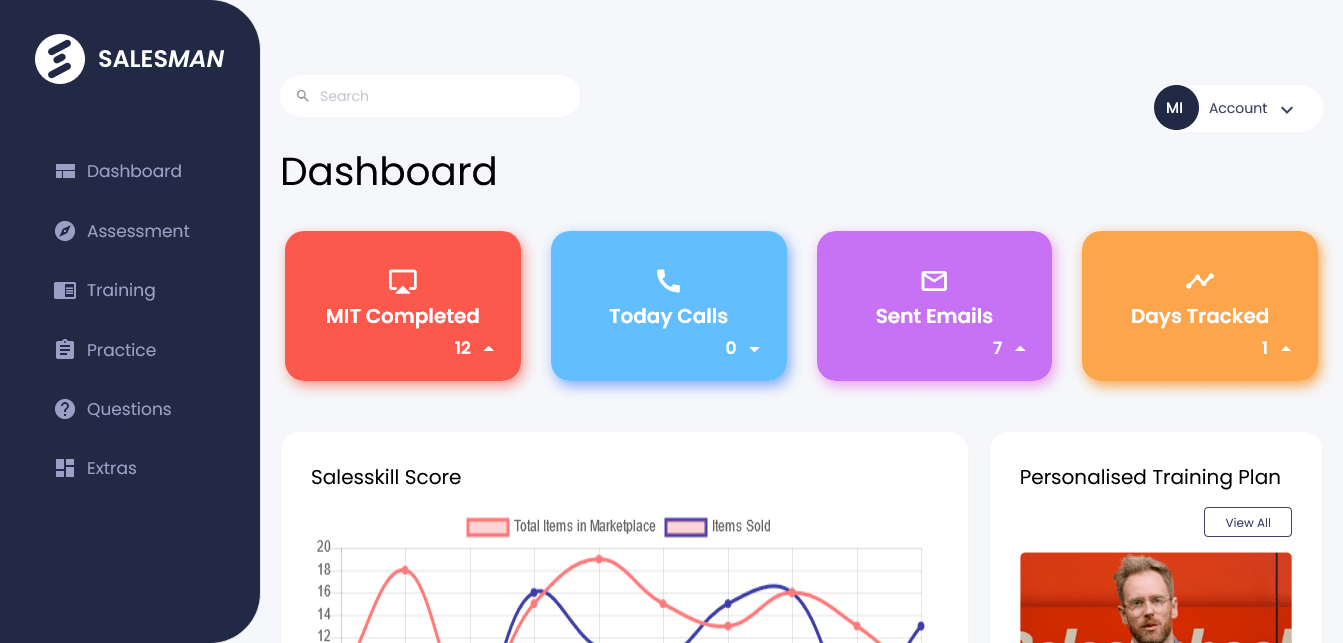 SALESMAN
Search
MI
Account
Dashboard
Dashboard
Assessment
Training
Practice
Questions
Extras
MIT Completed
12
Today Calls
0
Sent Emails
7
Days Tracked
1
Salesskill Score
Total Items in Marketplace
Items Sold
20
18
16
14
12
Personalised Training Plan
View All